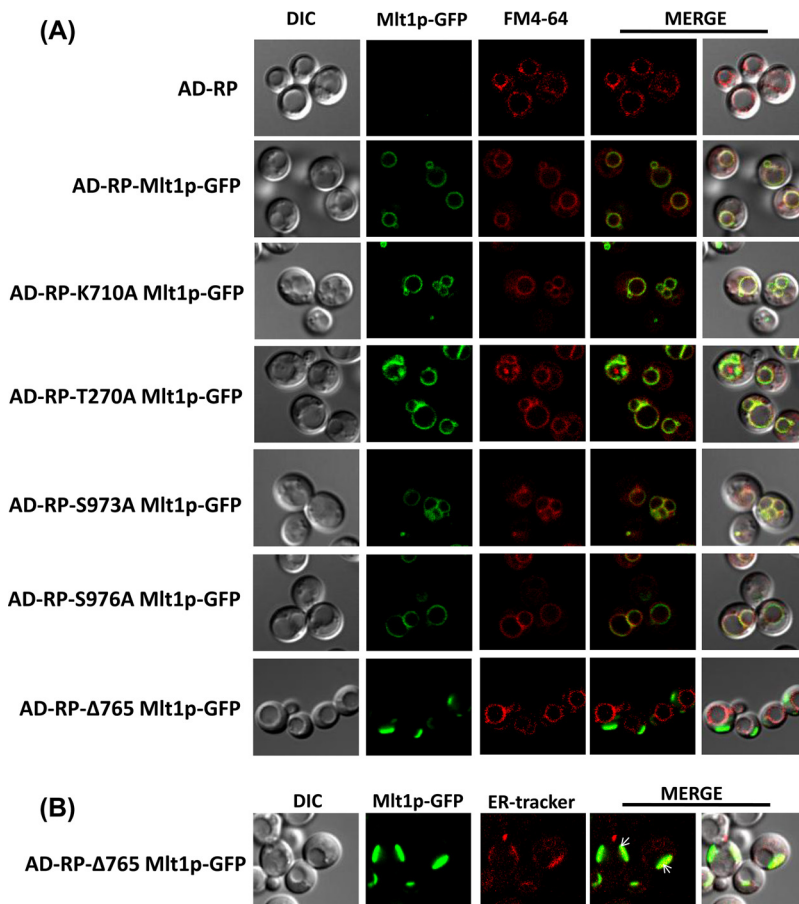 (A)
DIC Mlt1p-GFP FM4-64 MERGE
AD-RP
AD-RP-Mlt1p-GFP
AD-RP-K710A Mlt1p-GFP
AD-RP-T270A Mlt1p-GFP
AD-RP-S973A Mlt1p-GFP
AD-RP-S976A Mlt1p-GFP
AD-RP-Δ765 Mlt1p-GFP
(B)
DIC Mlt1p-GFP ER-tracker MERGE
AD-RP-Δ765 Mlt1p-GFP